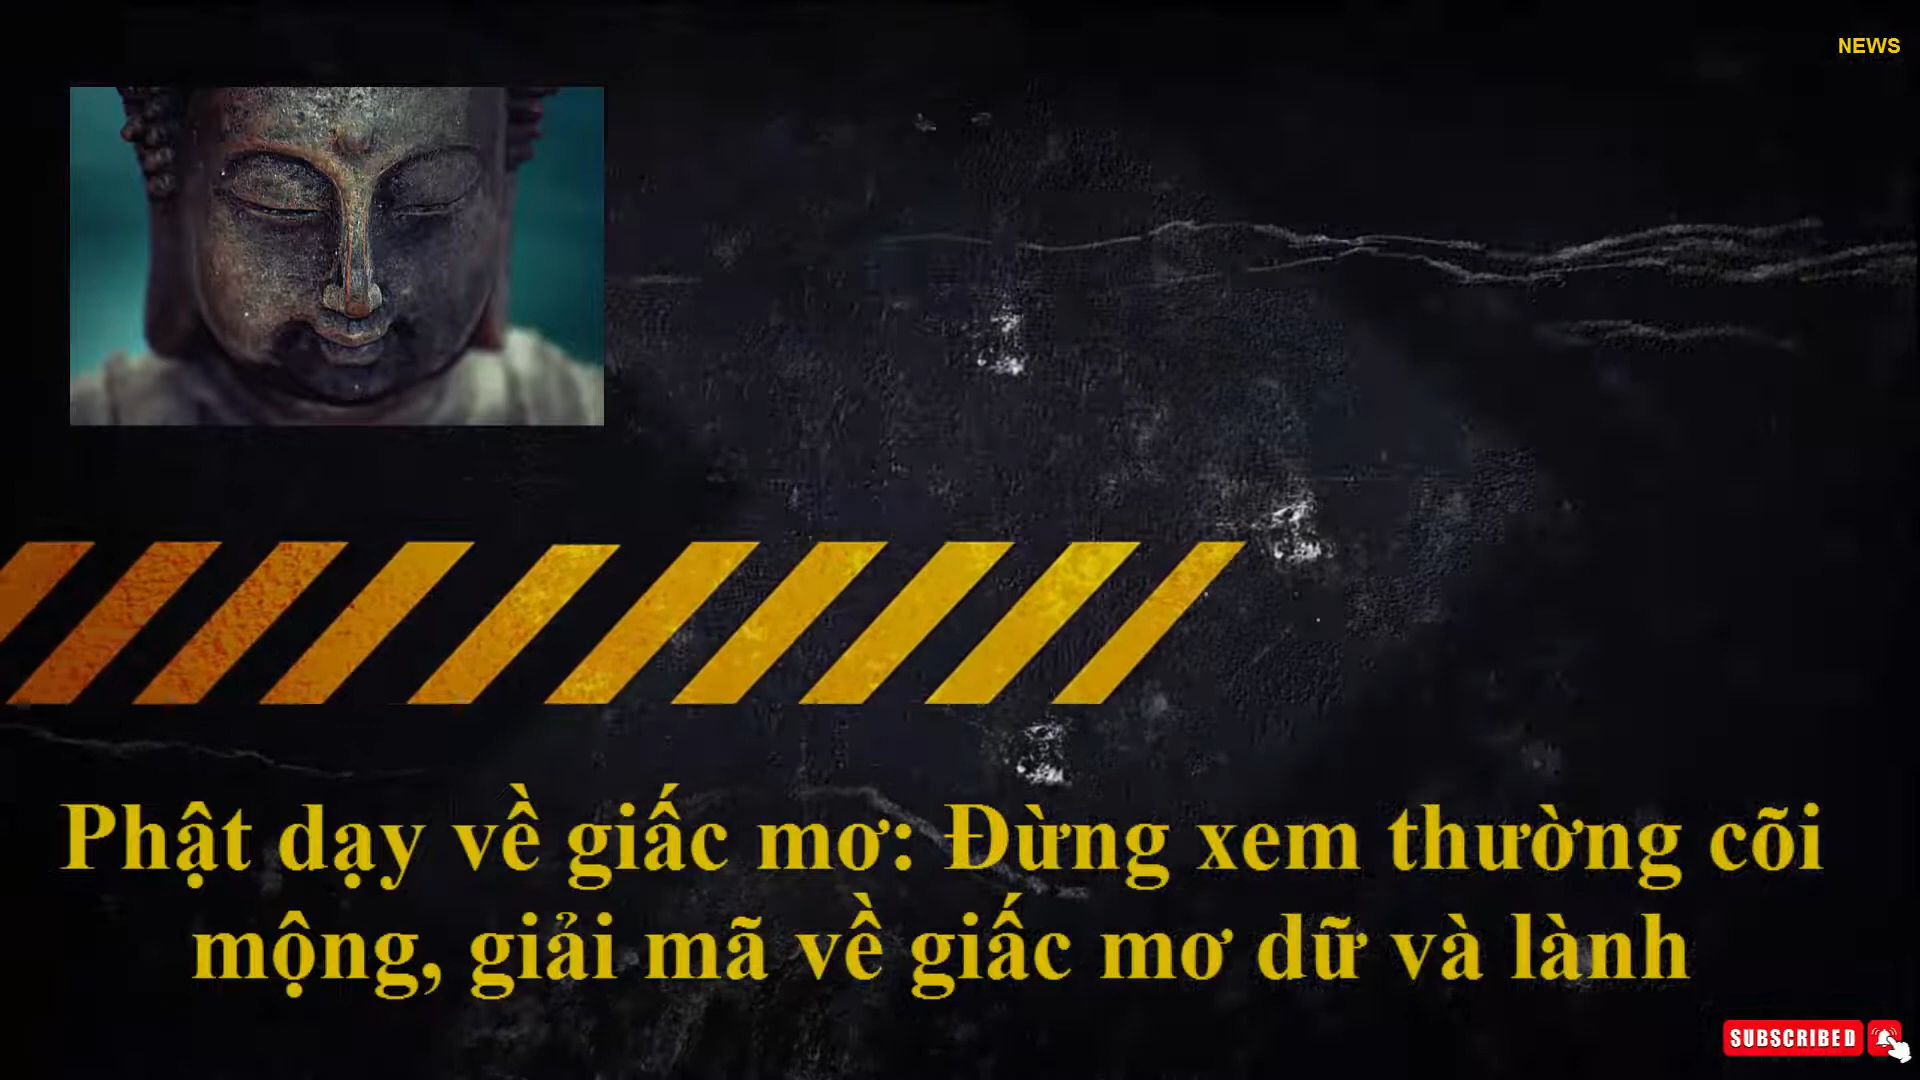 NEWS
Phật dạy về giấc mơ: Đừng xem thường cõi
mộng, giải mã về giấc mơ dữ và lành
SUBSCRIBED